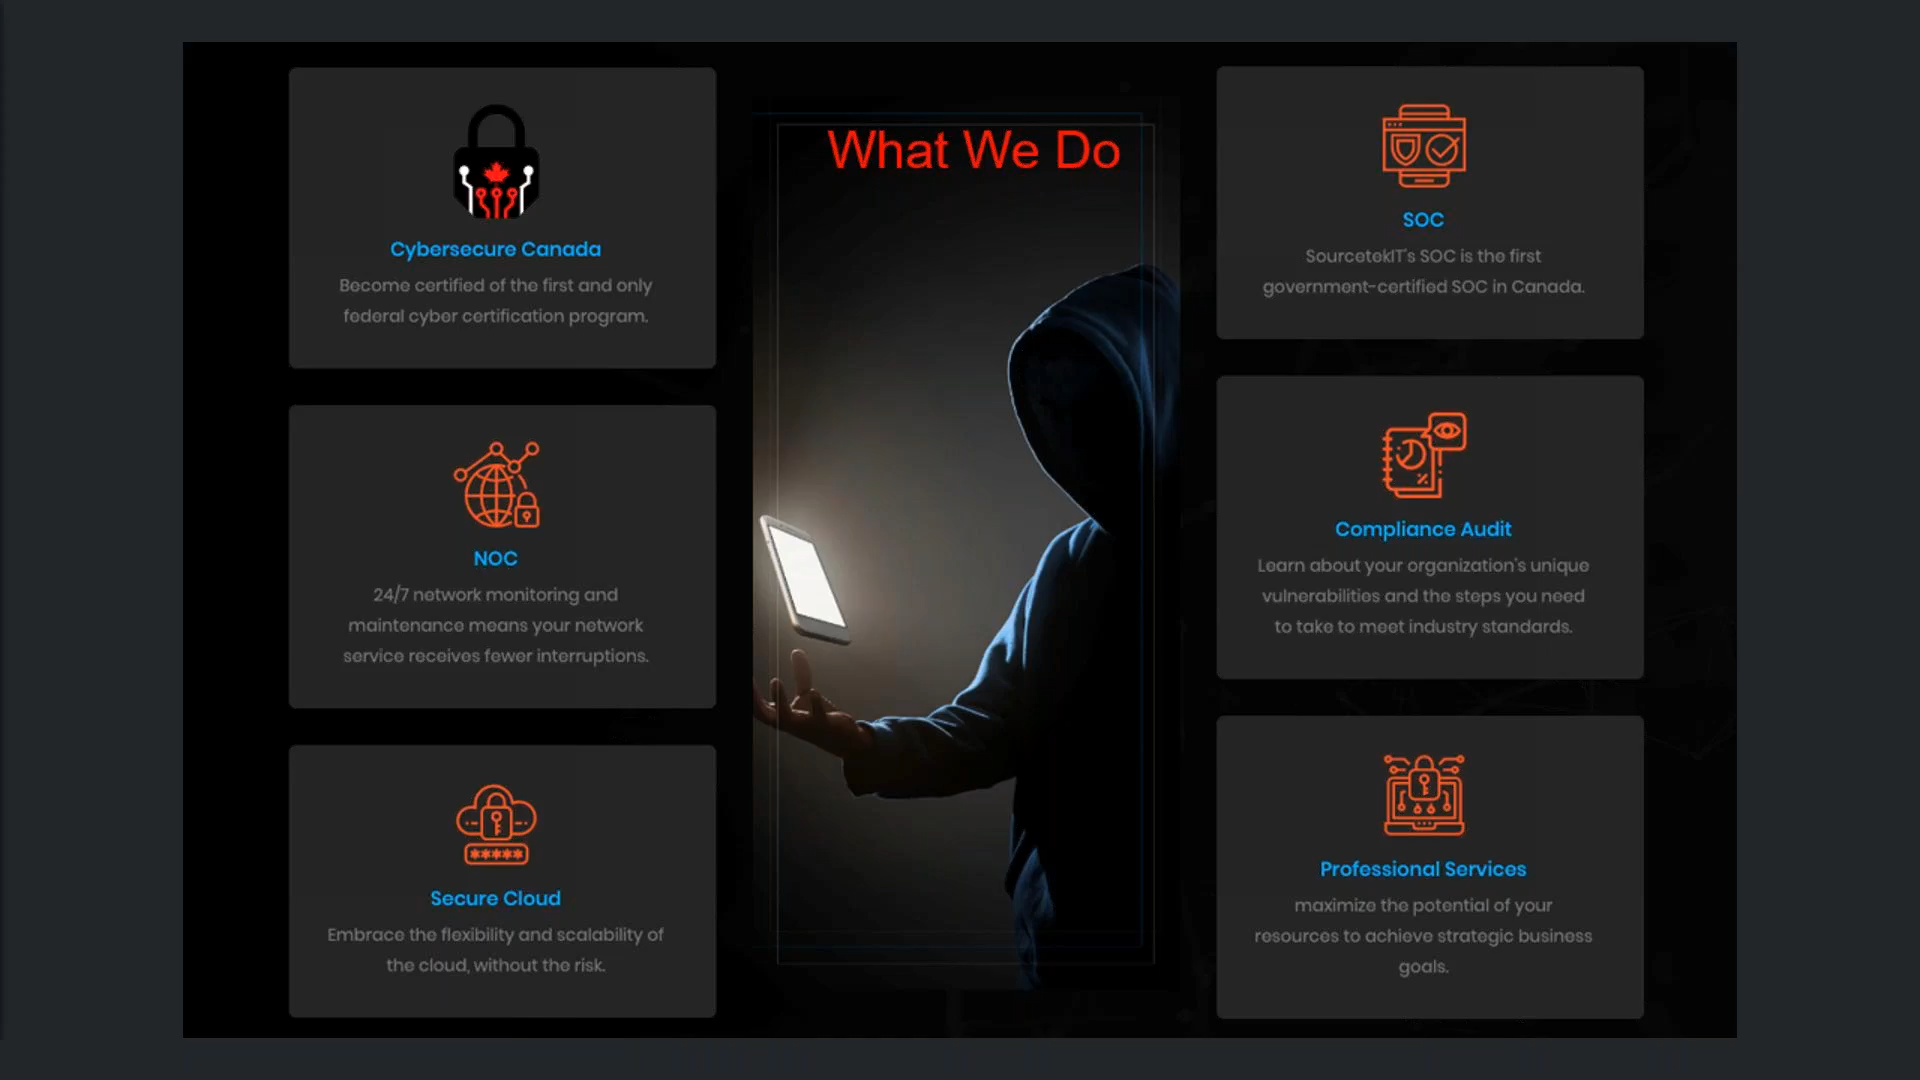 What We Do
Cybersecure Canada
Become certified of the first and only
federal cyber certification program.
NOC
24/7 network monitoring and
maintenance means your network
service receives fewer interruptions.
*****
Secure Cloud
Embrace the flexibility and scalability of
the cloud, without the risk.
SOC
SourcetekIT's SOC is the first
government-certified SOC in Canada.
%
Compliance Audit
Learn about your organization's unique
vulnerabilities and the steps you need
to take to meet industry standards.
Professional Services
maximize the potential of your
resources to achieve strategic business
goals.